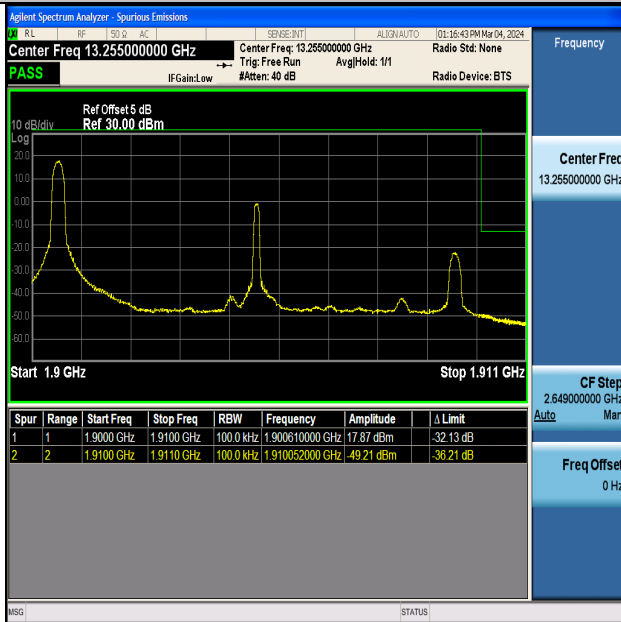 Agilent Spectrum Analyzer - Spurious Emissions
RL RF 50 Ω AC SENSE:INT ALIGN AUTO 01:16:43 PM Mar 04, 2024
Center Freq 13.255000000 GHz Center Freq: 13.255000000 GHz Radio Std: None
Trig: Free Run Avg|Hold: 1/1
PASS IFGain:Low #Atten: 40 dB Radio Device: BTS
Frequency
Ref Offset 5 dB
10 dB/div Ref 30.00 dBm
Log
20.0
10.0
0.00
-10.0
-20.0
-30.0
-40.0
-50.0
-60.0
Start 1.9 GHz Stop 1.911 GHz
Center Freq
13.255000000 GHz
CF Step
2.649000000 GHz
Auto Man
Freq Offset
0 Hz
Spur Range Start Freq Stop Freq RBW Frequency Amplitude Δ Limit
1 1 1.9000 GHz 1.9100 GHz 100.0 kHz 1.900610000 GHz 17.87 dBm -32.13 dB
2 2 1.9100 GHz 1.9110 GHz 100.0 kHz 1.910052000 GHz -49.21 dBm -36.21 dB
MSG STATUS